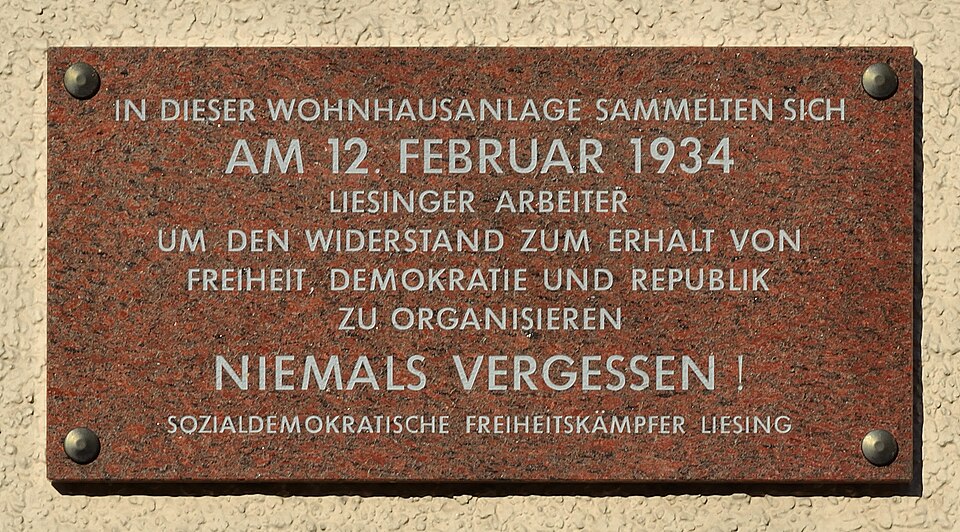 IN DIESER WOHNHAUSANLAGE SAMMELTEN SICH
AM 12. FEBRUAR 1934
LIESINGER ARBEITER
UM DEN WIDERSTAND ZUM ERHALT VON
FREIHEIT, DEMOKRATIE UND REPUBLIK
ZU ORGANISIEREN
NIEMALS VERGESSEN !
SOZIALDEMOKRATISCHE FREIHEITSKÄMPFER LIESING